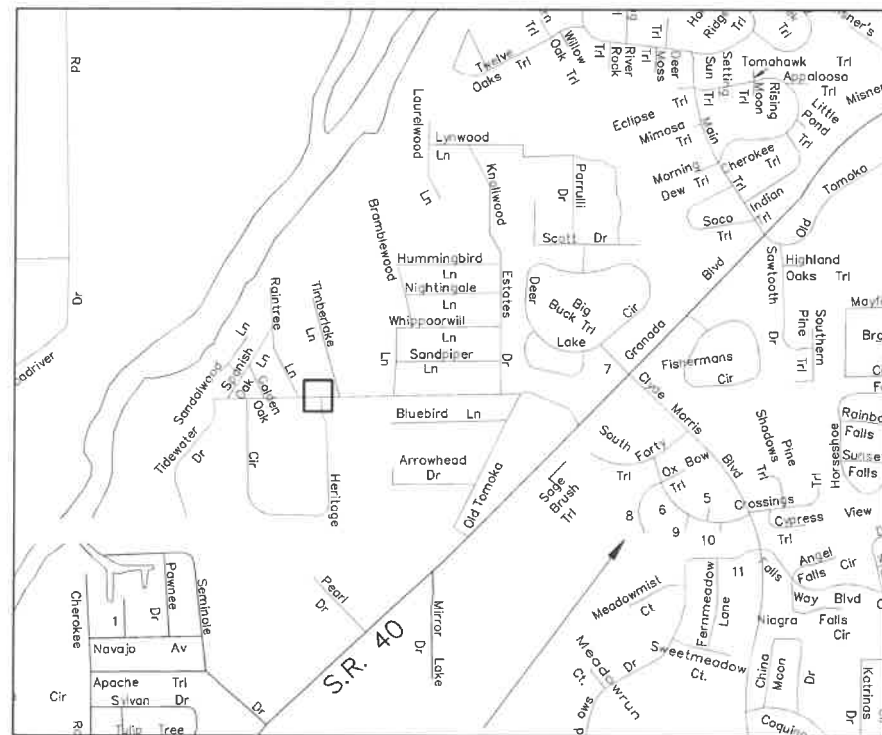 Rd
Dr
Twelve
Oaks Trl
Willow
Oak Trl
River
Rock
Trl
Deer
Moss
Trl
Setting
Sun
Trl
Ridge Trl
Trl
Tomahawk Trl
Appaloosa
Trl
Rising
Moon
Trl
Little
Pond
Trl
Misner
Eclipse Trl
Mimosa
Trl
Main
Trl
Morning
Dew Trl
Cherokee
Trl
Indian
Trl
Soco
Trl
Old Tomoka
Laurelwood
Ln
Lynwood
Ln
Knollwood
Estates
Dr
Parrulli
Dr
Scott Dr
Bramblewood
Ln
Hummingbird
Ln
Nightingale
Ln
Whippoorwill
Ln
Sandpiper
Ln
Deer
Lake
Cir
Big
Buck Trl
Granada
Blvd
Highland
Oaks Trl
Sawtooth
Dr
Southern
Pine
Trl
Fishermans
Cir
7
Clyde Morris
Blvd
Raintree
Ln
Timberlake
Ln
Sandalwood Ln
Spanish
Oak Ln
Golden
Oak
Cir
Tidewater
Dr
Heritage
Bluebird Ln
Arrowhead
Dr
Old Tomoka
South Forty
Trl
Ox Bow
Trl
Sage
Brush
Trl
Shadows
Trl
Pine
Trl
Horseshoe
Falls
Rainbow
Falls
Sunset
Falls
5
6
8
9
10
11
Crossings
Cypress
Trl
View
Angel
Falls Cir
Falls
Way Blvd
Niagra Falls
Cir
Meadowmist
Ct.
Fernmeadow
Lane
Sweetmeadow
Ct.
Meadowrun
Ct.
Dr
China
Moon
Dr
Katrinas
Dr
Pearl
Dr
Mirror Lake
Dr
S.R. 40
Cherokee
Rd
1
Pawnee
Dr
Seminole
Dr
Navajo Av
Apache Trl
Cir
Sylvan Dr
Tulip Tree